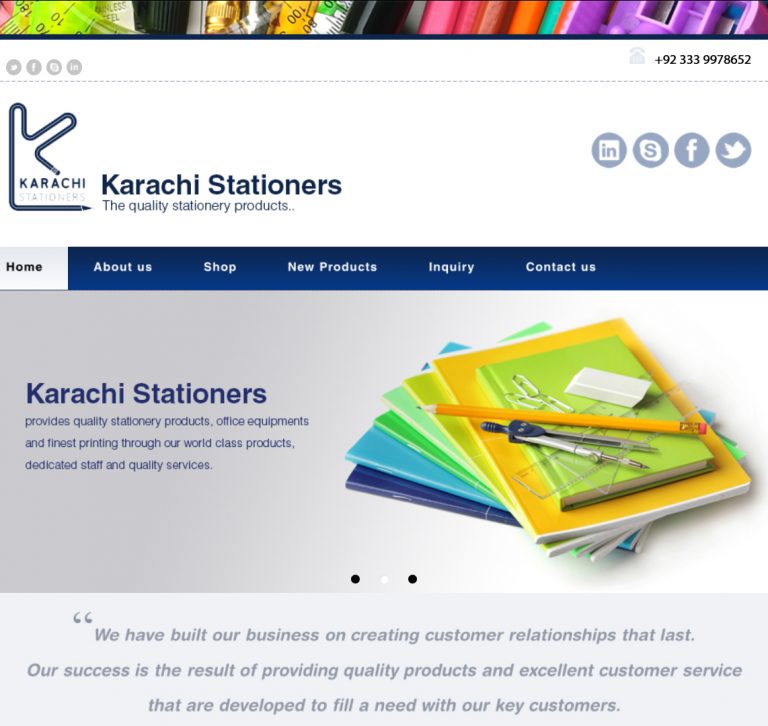 STAINLESS
STEEL
+92 333 9978652
KARACHI
STATIONERS
Karachi Stationers
The quality stationery products..
Home About us Shop New Products Inquiry Contact us
Karachi Stationers
provides quality stationery products, office equipments
and finest printing through our world class products,
dedicated staff and quality services.
“We have built our business on creating customer relationships that last.
Our success is the result of providing quality products and excellent customer service
that are developed to fill a need with our key customers.